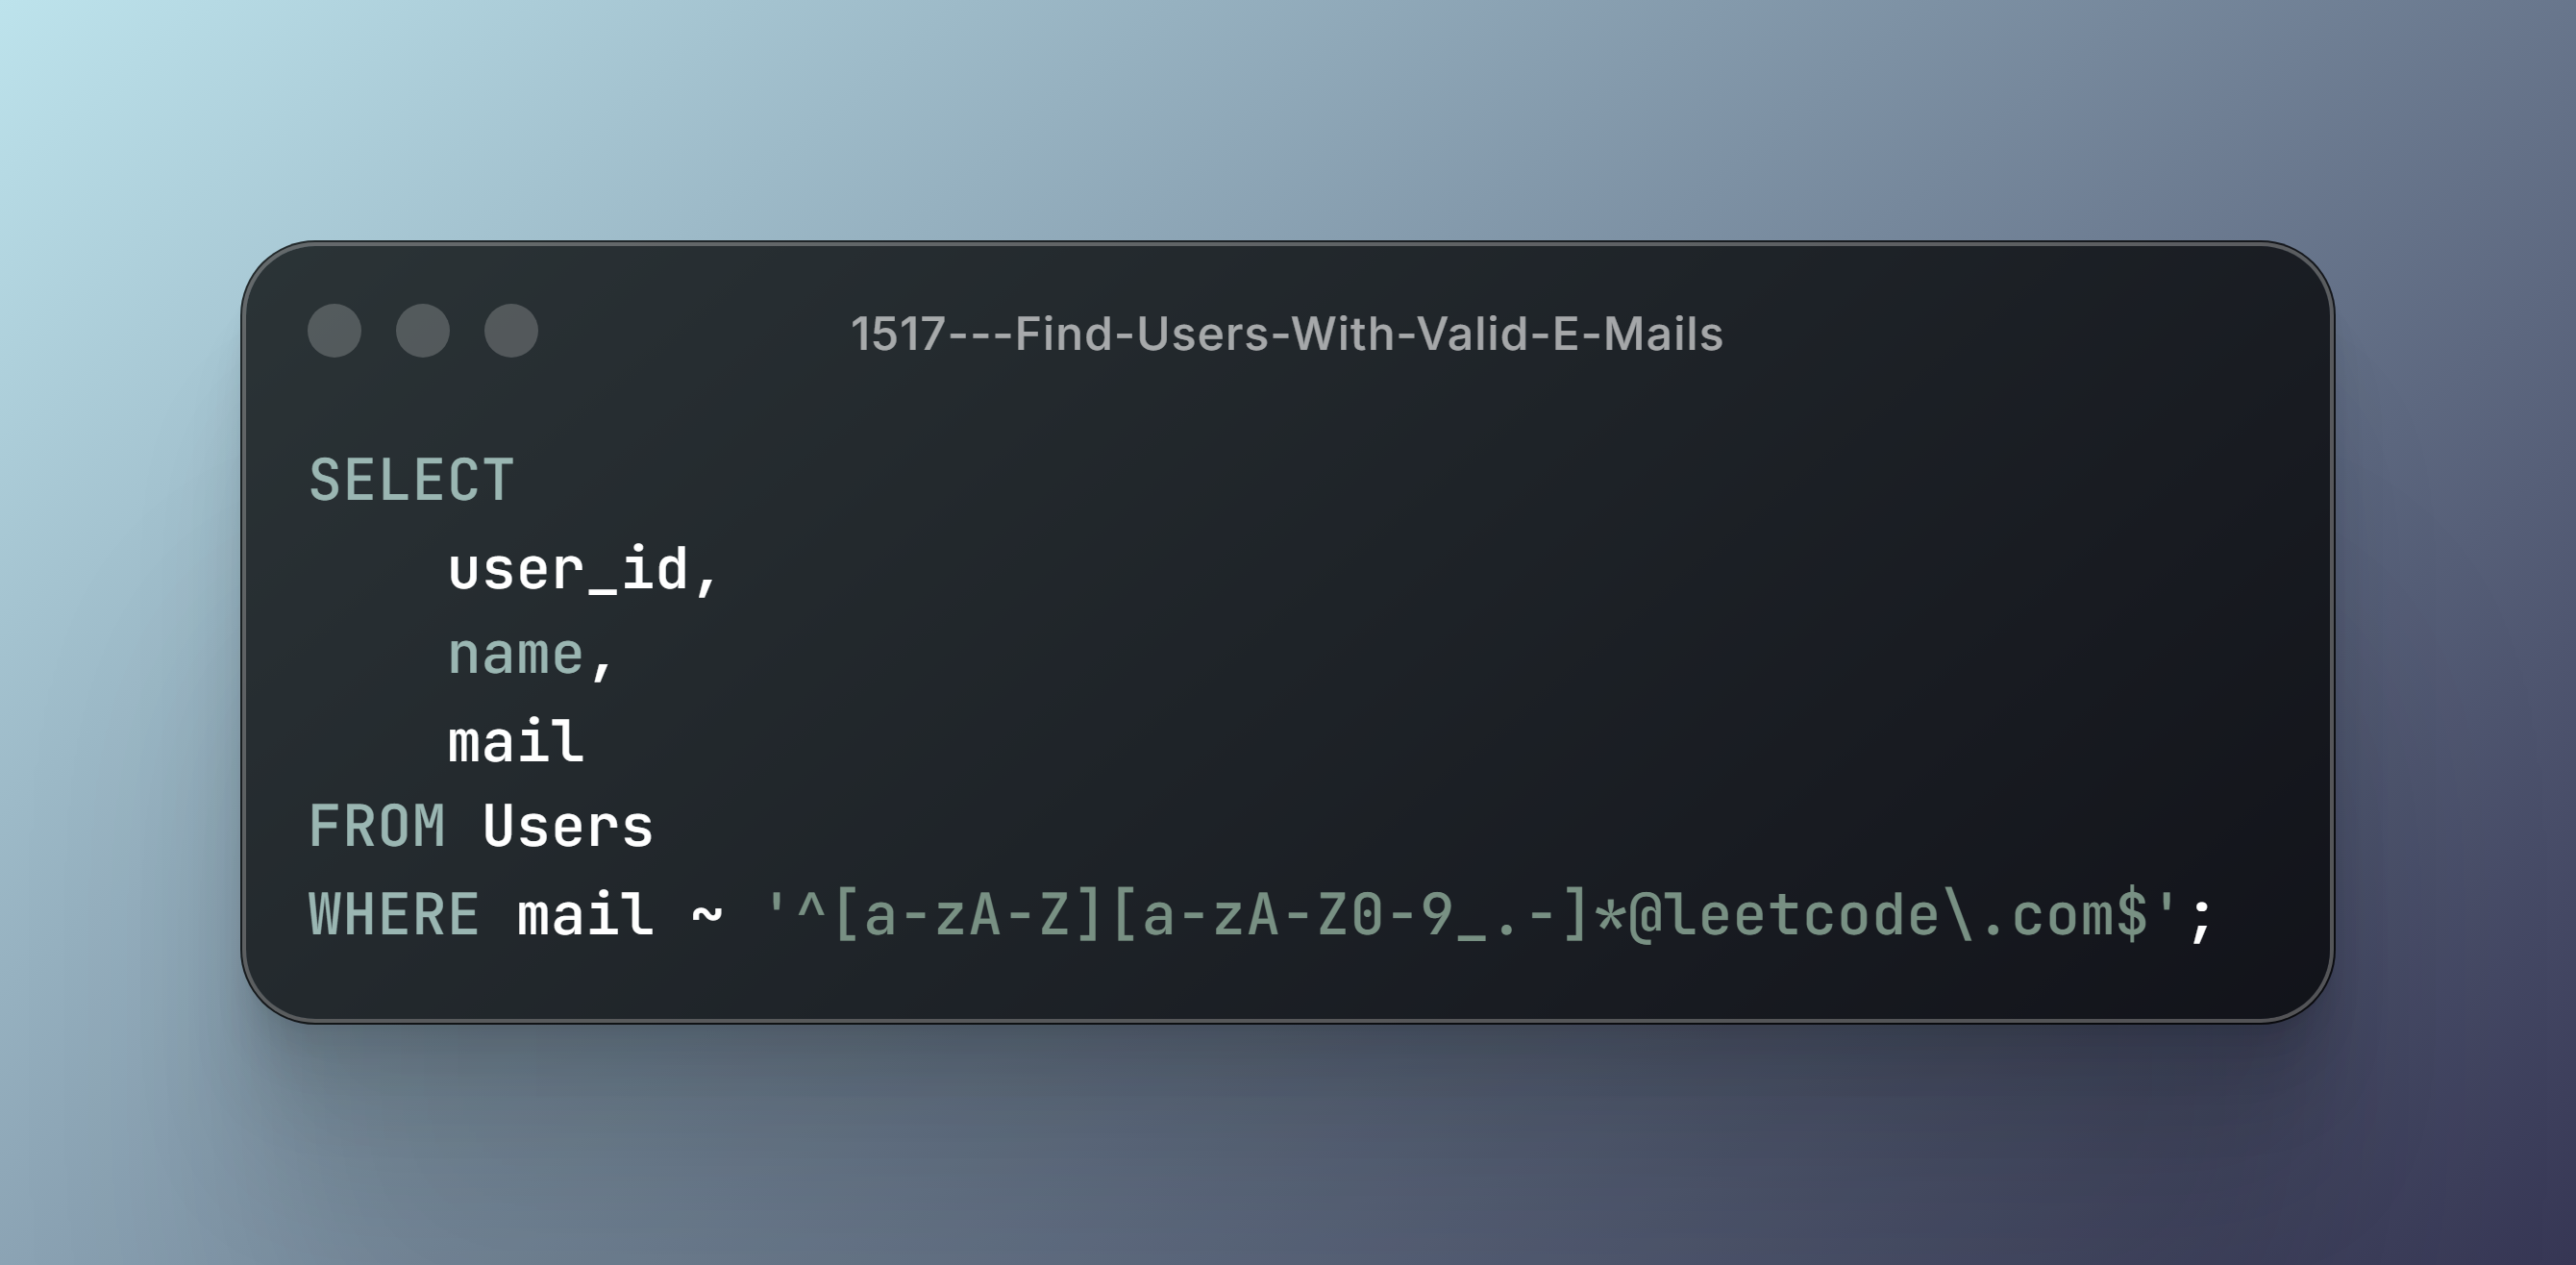 1517---Find-Users-With-Valid-E-Mails
SELECT
    user_id,
    name,
    mail
FROM Users
WHERE mail ~ '^[a-zA-Z][a-zA-Z0-9_.-]*@leetcode\.com$';